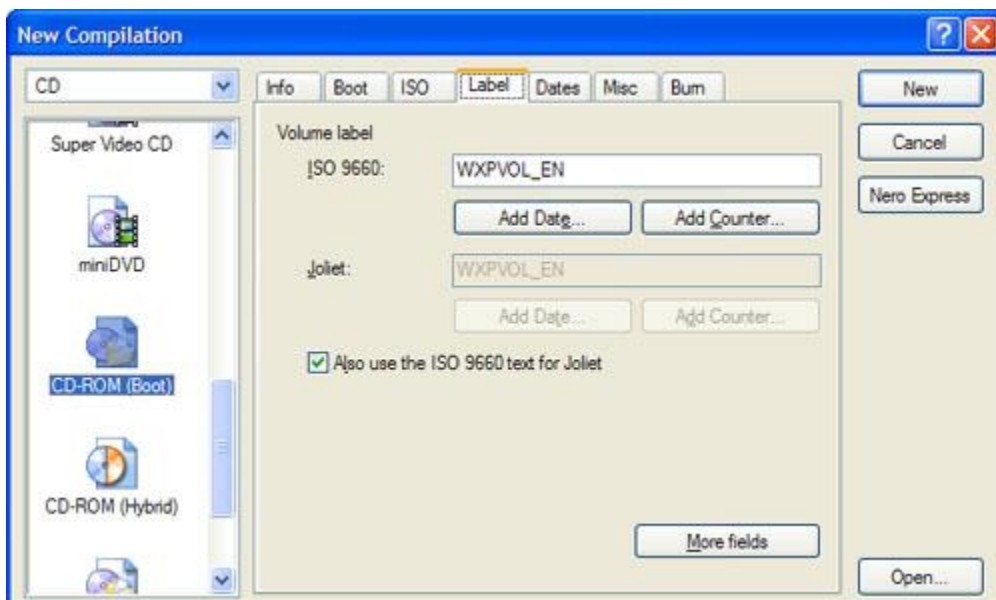 New Compilation
CD
Super Video CD
miniDVD
CD-ROM (Boot)
CD-ROM (Hybrid)
Info Boot ISO Label Dates Misc Burn
Volume label
ISO 9660: WXPVOL_EN
Add Date... Add Counter...
Joliet: WXPVOL_EN
Add Date... Add Counter...
Also use the ISO 9660 text for Joliet
More fields
New
Cancel
Nero Express
Open...